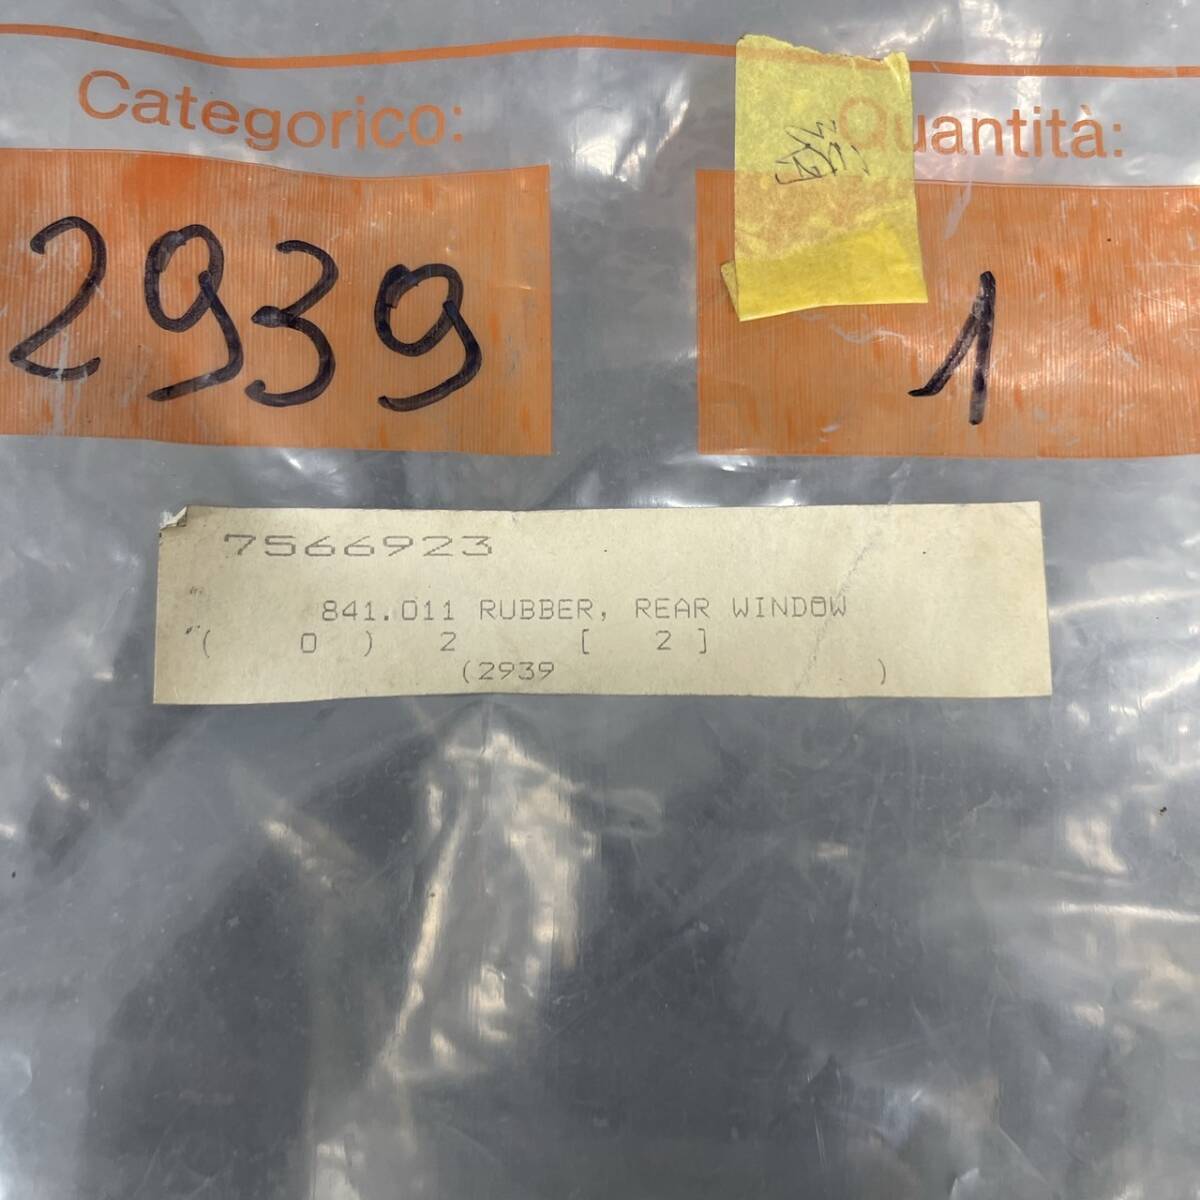 Categorico:
Quantità:
2939
1
7566923
841.011 RUBBER, REAR WINDOW
( 0 ) 2 [ 2 ]
(2939 )